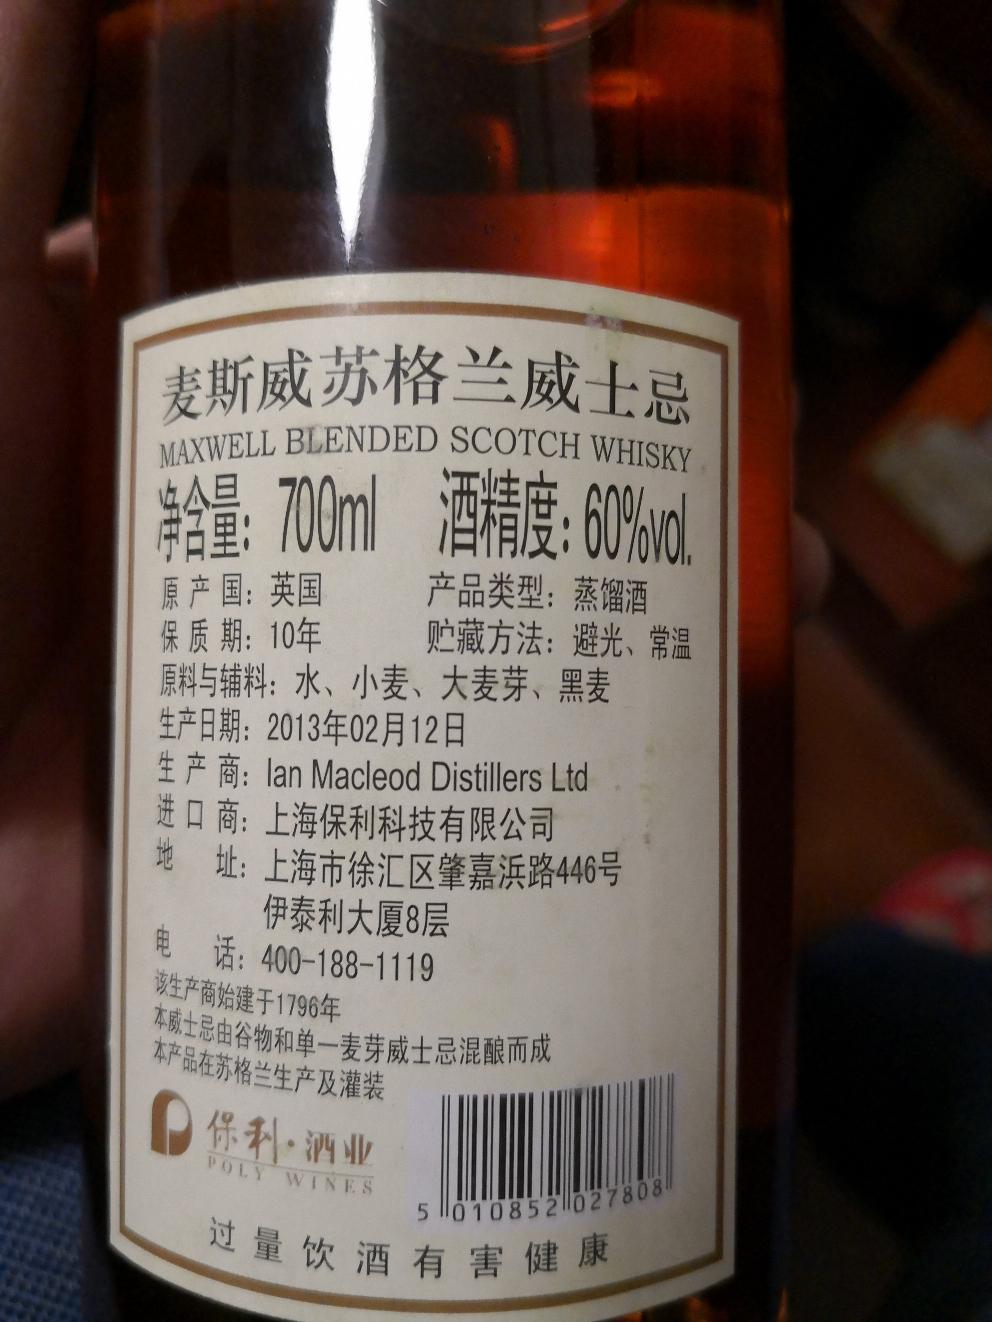 麦斯威苏格兰威士忌
MAXWELL BLENDED SCOTCH WHISKY
净含量: 700ml 酒精度: 60%vol.
原产国: 英国 产品类型: 蒸馏酒
保质期: 10年 贮藏方法: 避光、常温
原料与辅料: 水、小麦、大麦芽、黑麦
生产日期: 2013年02月12日
生产商: Ian Macleod Distillers Ltd
进口商: 上海保利科技有限公司
地址: 上海市徐汇区肇嘉浜路446号
伊泰利大厦8层
电话: 400-188-1119
该生产商始建于1796年
本威士忌由谷物和单一麦芽威士忌混酿而成
本产品在苏格兰生产及灌装
保利·酒业
POLY WINES
5 010852 027808
过量饮酒有害健康